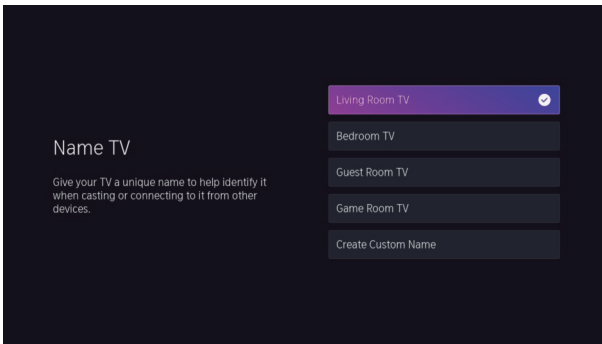 Name TV
Give your TV a unique name to help identify it
when casting or connecting to it from other
devices.
Living Room TV
Bedroom TV
Guest Room TV
Game Room TV
Create Custom Name